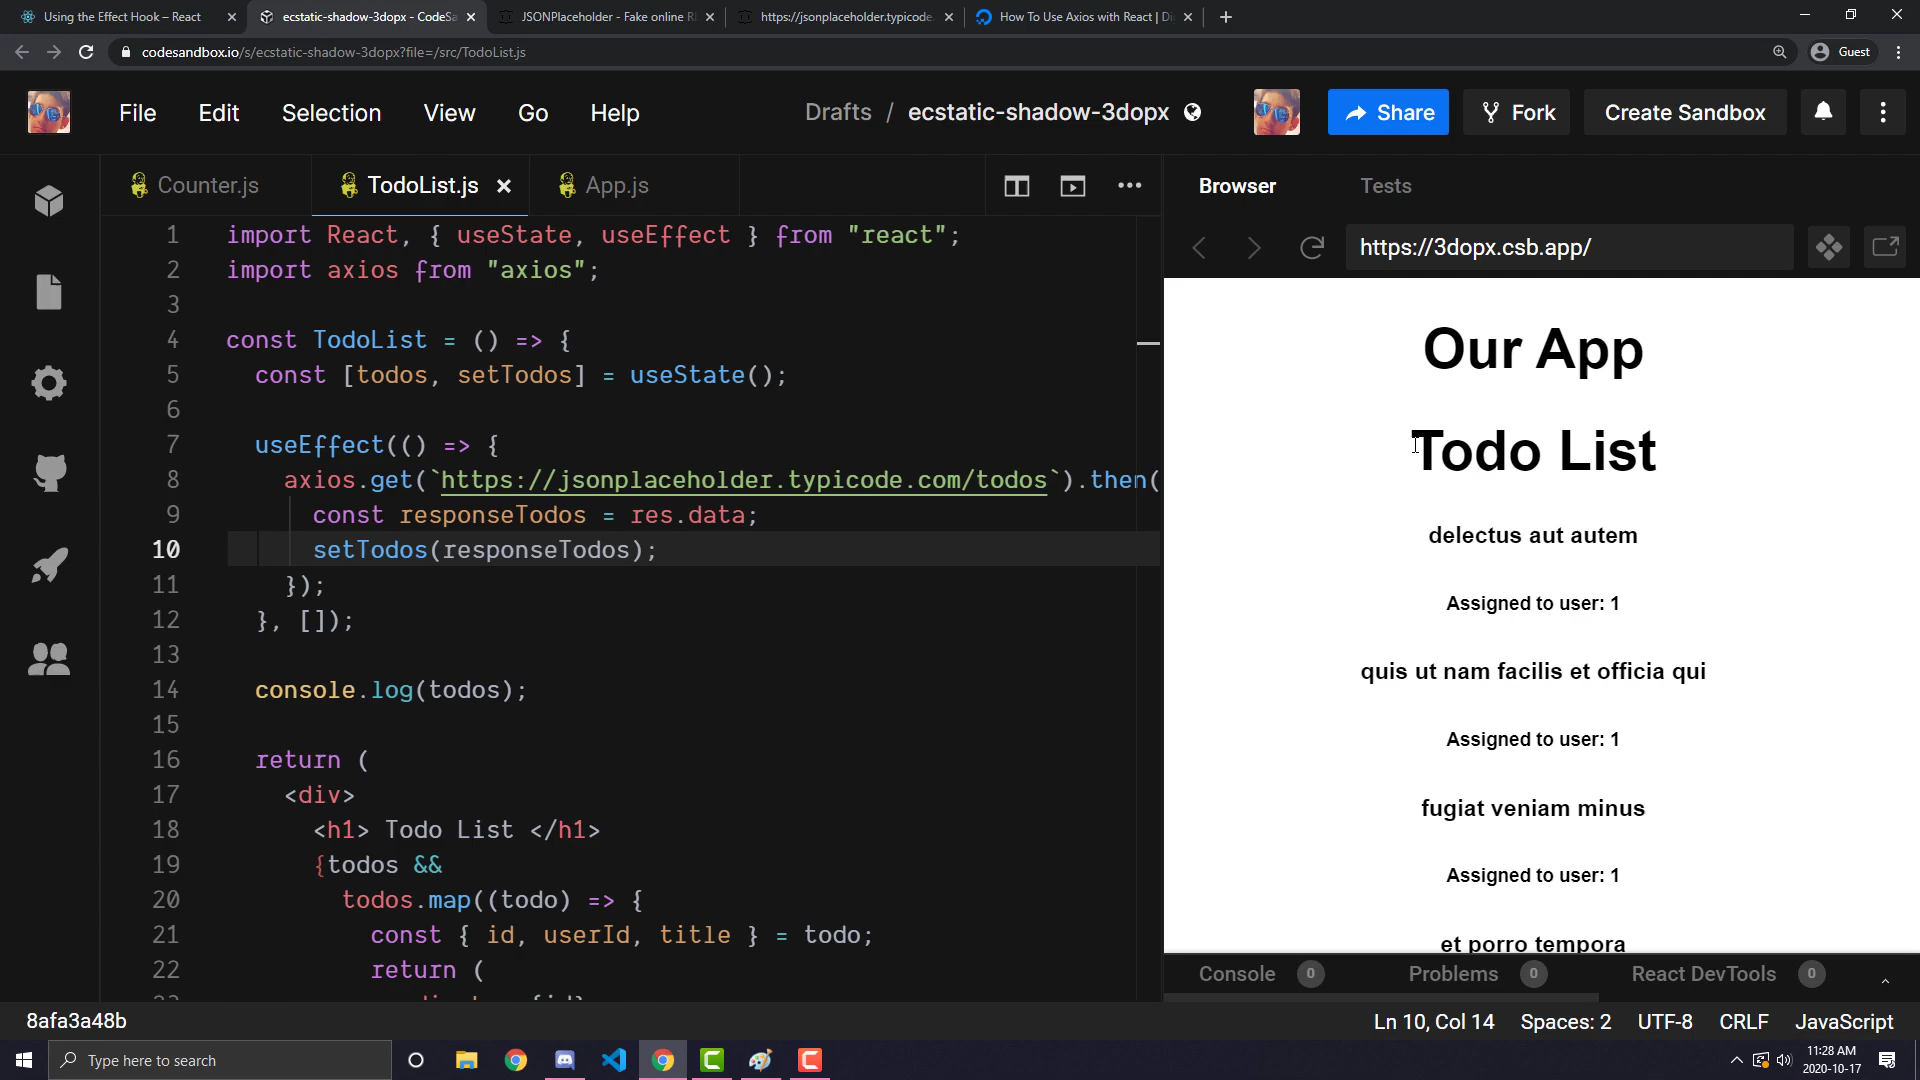 Using the Effect Hook – React
ecstatic-shadow-3dopx - CodeSa
JSONPlaceholder - Fake online R
https://jsonplaceholder.typicode.
How To Use Axios with React | D
codesandbox.io/s/ecstatic-shadow-3dopx?file=/src/TodoList.js
Guest
File
Edit
Selection
View
Go
Help
Drafts / ecstatic-shadow-3dopx
Share
Fork
Create Sandbox
Counter.js
TodoList.js
App.js
Browser
Tests
https://3dopx.csb.app/
1 import React, { useState, useEffect } from "react";
2 import axios from "axios";
3
4 const TodoList = () => {
5 const [todos, setTodos] = useState();
6
7 useEffect(() => {
8 axios.get(`https://jsonplaceholder.typicode.com/todos`).then(
9 const responseTodos = res.data;
10 setTodos(responseTodos);
11 });
12 }, []);
13
14 console.log(todos);
15
16 return (
17 <div>
18 <h1> Todo List </h1>
19 {todos &&
20 todos.map((todo) => {
21 const { id, userId, title } = todo;
22 return (
Our App
Todo List
delectus aut autem
Assigned to user: 1
quis ut nam facilis et officia qui
Assigned to user: 1
fugiat veniam minus
Assigned to user: 1
et porro tempora
Console 0
Problems 0
React DevTools 0
8afa3a48b
Ln 10, Col 14
Spaces: 2
UTF-8
CRLF
JavaScript
Type here to search
11:28 AM
2020-10-17